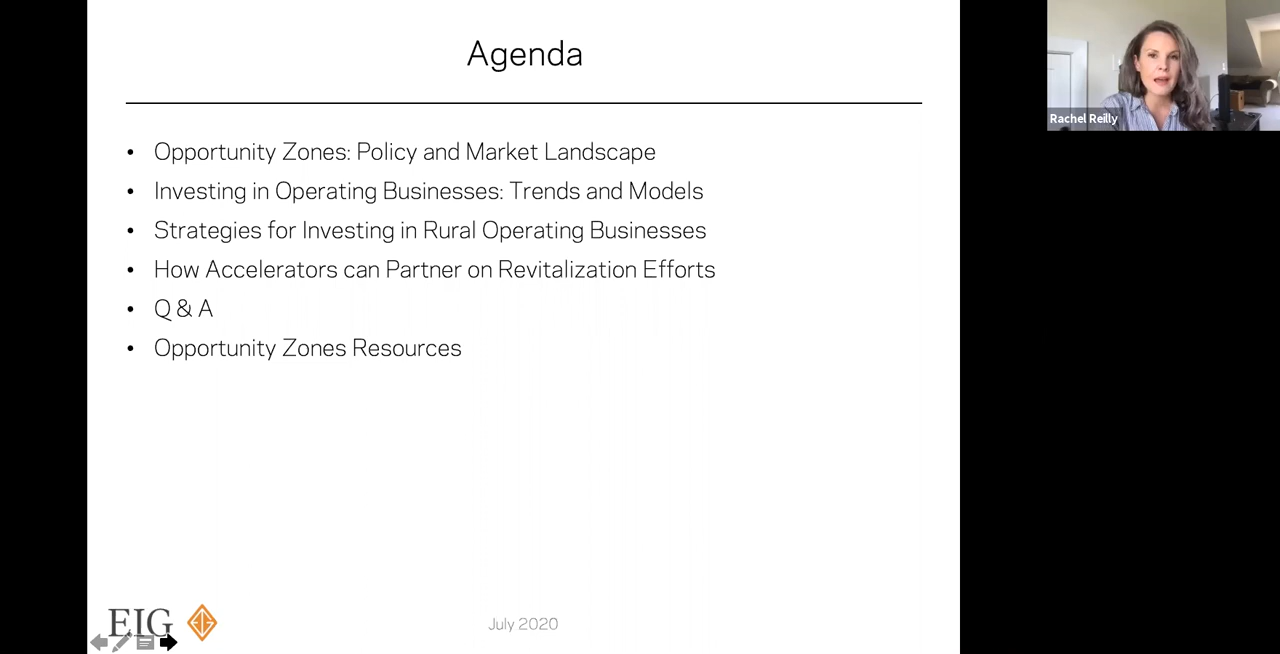 Agenda
• Opportunity Zones: Policy and Market Landscape
• Investing in Operating Businesses: Trends and Models
• Strategies for Investing in Rural Operating Businesses
• How Accelerators can Partner on Revitalization Efforts
• Q & A
• Opportunity Zones Resources
EIG EIG
July 2020
Rachel Reilly